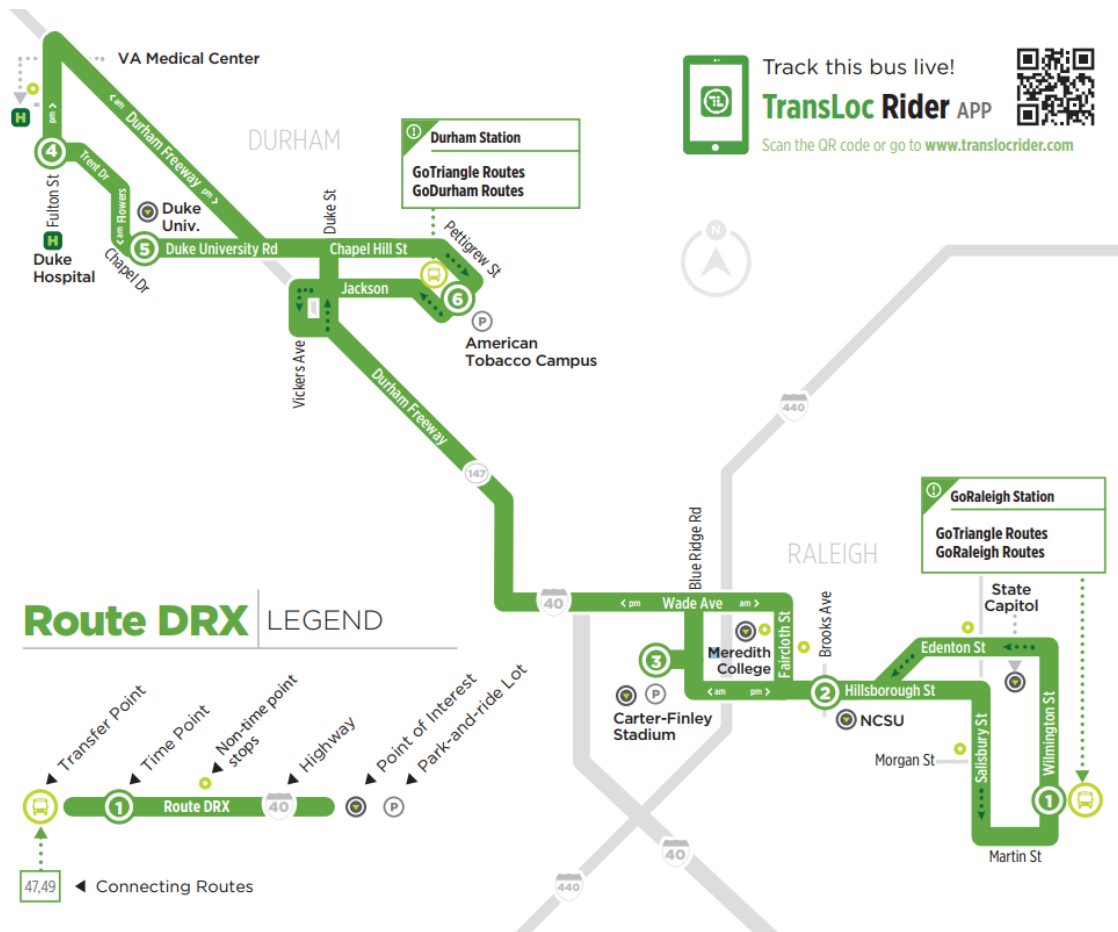 VA Medical Center
H
< am
Durham Freeway
pm >
pm >
DURHAM
4
Trent Dr
Fulton St
H
Duke
Hospital
< am
Flowers
Chapel Dr
Duke
Univ.
5
Duke University Rd
Duke St
Chapel Hill St
Pettigrew St
Durham Station
GoTriangle Routes
GoDurham Routes
Jackson
6
P
American
Tobacco Campus
Vickers Ave
Durham Freeway
147
Track this bus live!
TransLoc Rider APP
Scan the QR code or go to www.translocrider.com
N
440
GoRaleigh Station
GoTriangle Routes
GoRaleigh Routes
RALEIGH
Blue Ridge Rd
40
< pm
Wade Ave
am >
Faircloth St
Brooks Ave
State
Capitol
Edenton St
3
Meredith
College
< am
pm >
2
Hillsborough St
P
Carter-Finley
Stadium
NCSU
Salisbury St
Wilmington St
Morgan St
1
Martin St
40
440
Route DRX
LEGEND
Transfer Point
Time Point
Non-time point
stops
Highway
Point of Interest
Park-and-ride Lot
1
Route DRX
40
P
47,49
Connecting Routes